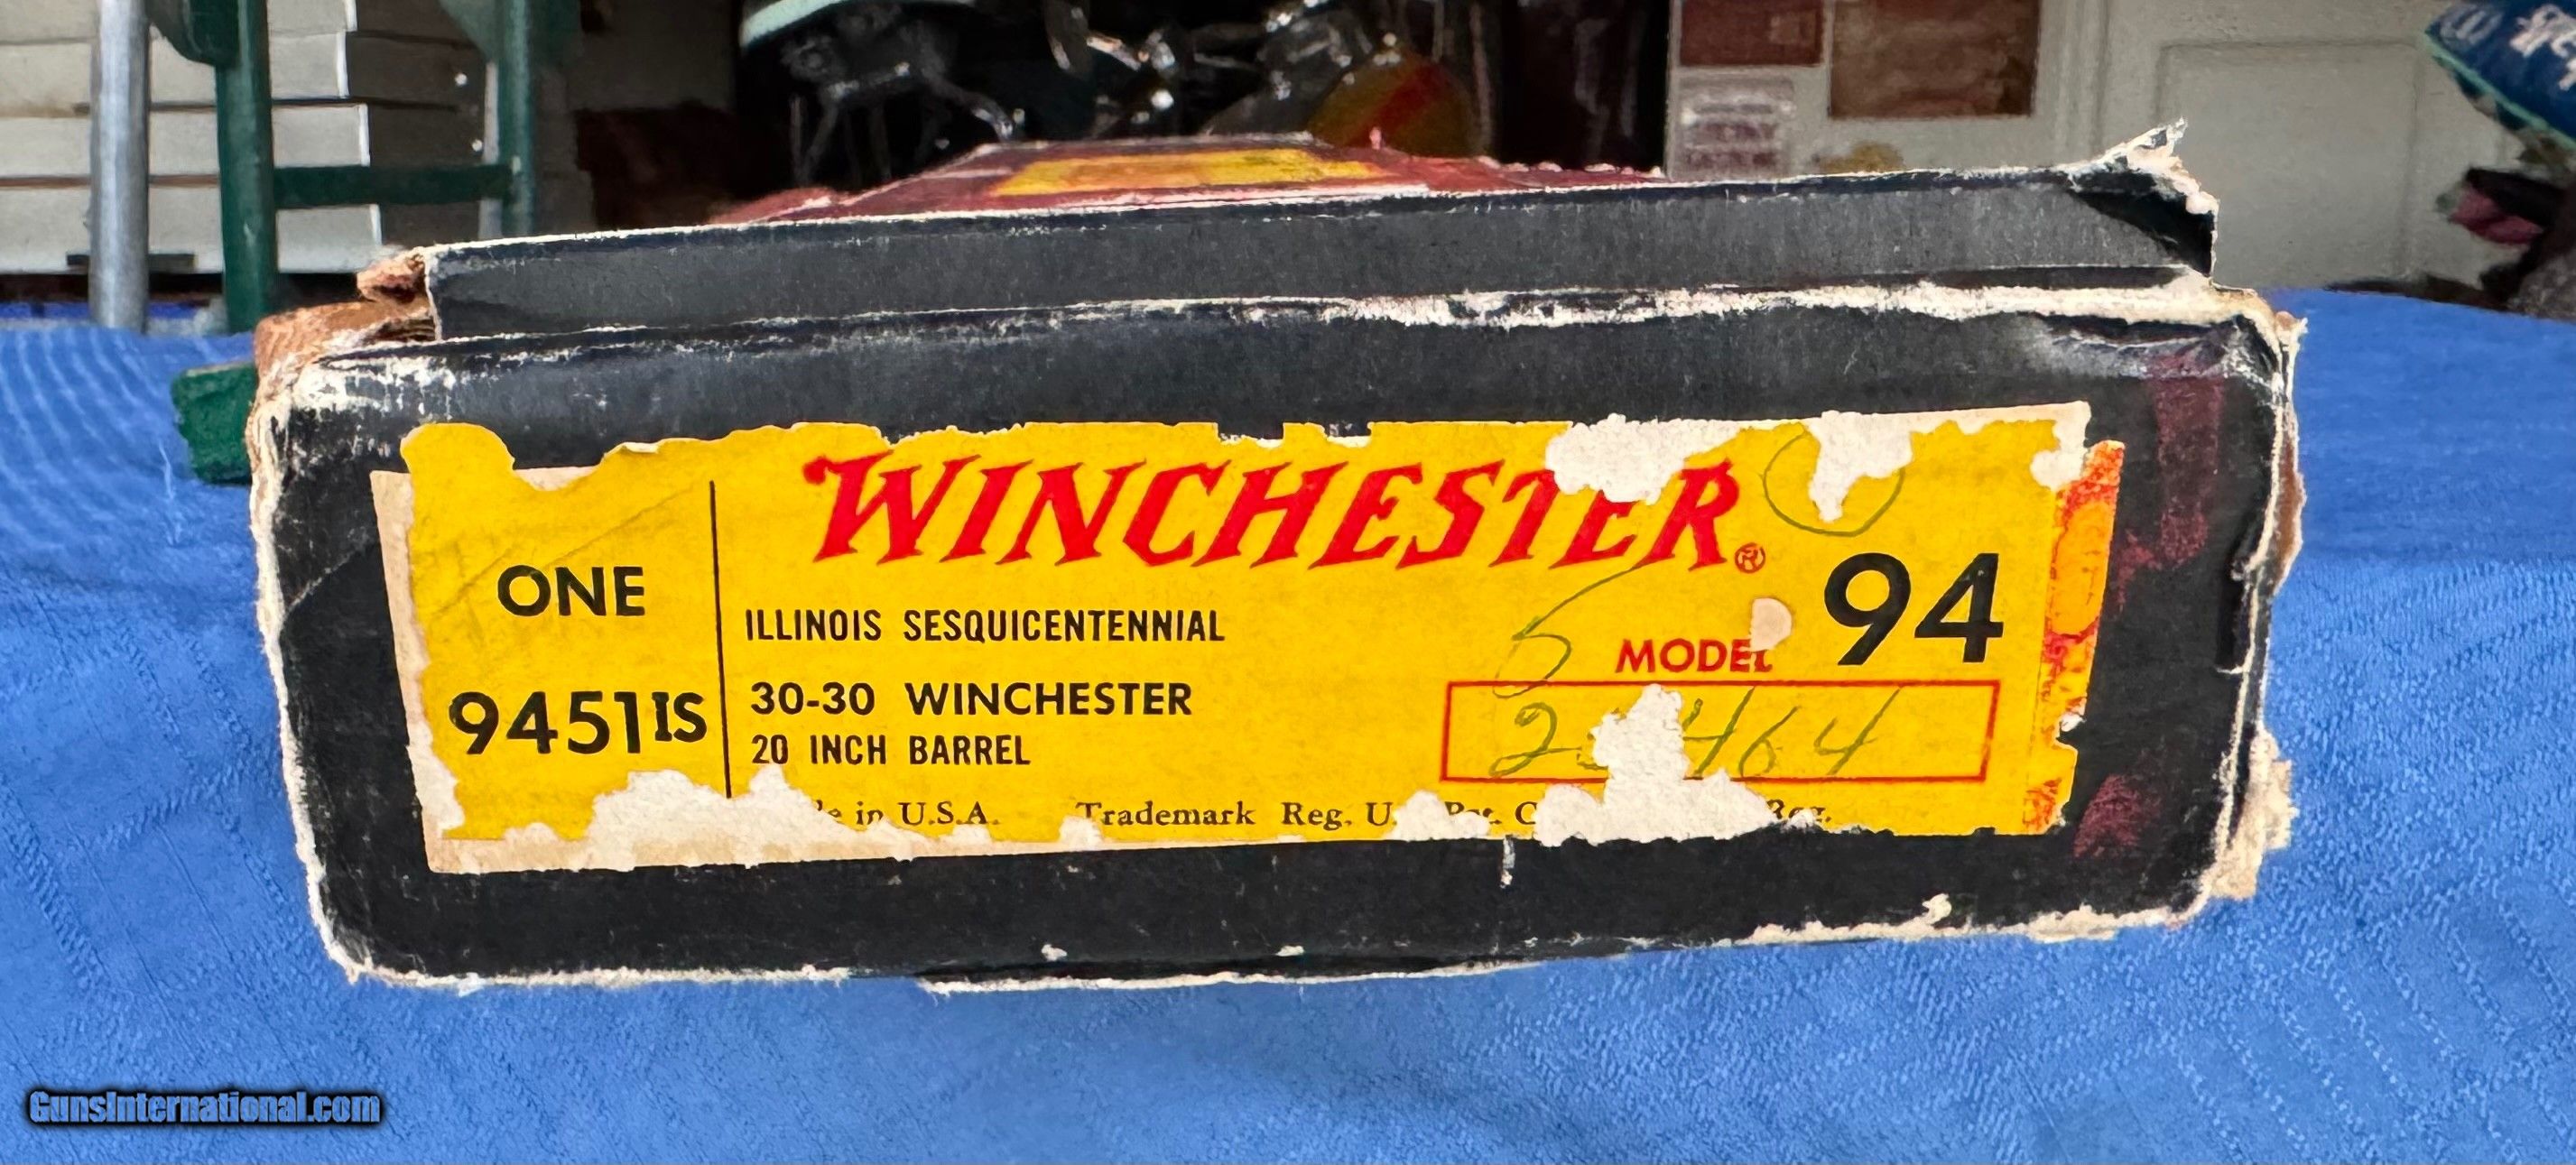 WINCHESTER®
ONE
ILLINOIS SESQUICENTENNIAL
MODEL 94
9451IS
30-30 WINCHESTER
20 INCH BARREL
in U.S.A. Trademark Reg. U.
GunsInternational.com